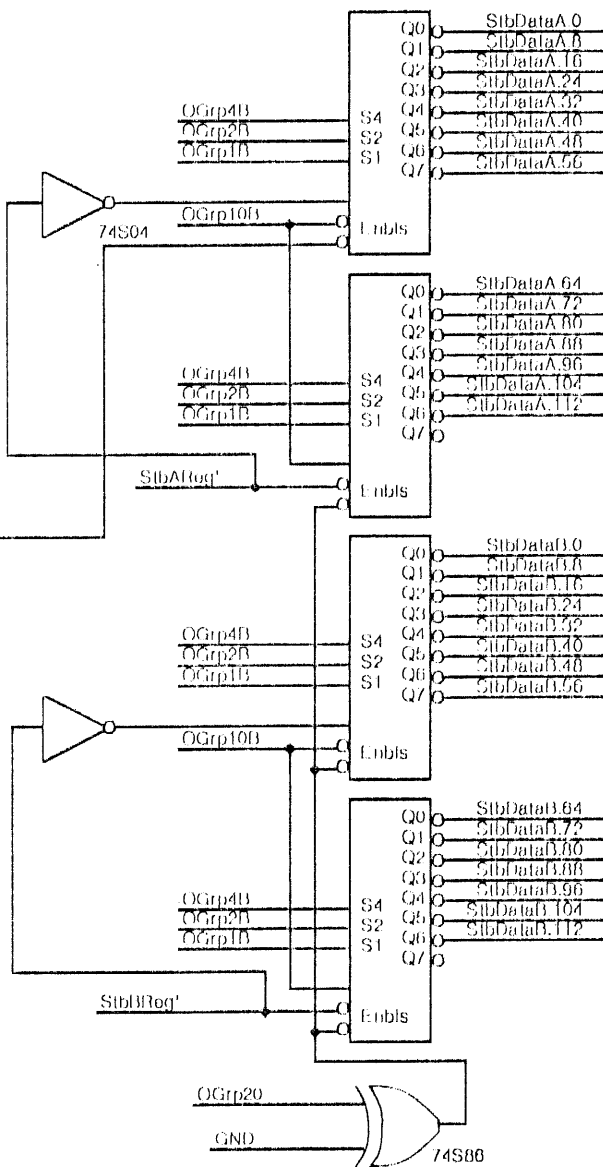 Q0 StbDataA.0
Q1 StbDataA.8
Q2 StbDataA.16
Q3 StbDataA.24
OGrp4B S4 Q4 StbDataA.32
OGrp2B S2 Q5 StbDataA.40
OGrp1B S1 Q6 StbDataA.48
Q7 StbDataA.56
74S04
OGrp10B Enbls
Q0 StbDataA.64
Q1 StbDataA.72
Q2 StbDataA.80
Q3 StbDataA.88
OGrp4B S4 Q4 StbDataA.96
OGrp2B S2 Q5 StbDataA.104
OGrp1B S1 Q6 StbDataA.112
Q7
StbAReg' Enbls
Q0 StbDataB.0
Q1 StbDataB.8
Q2 StbDataB.16
Q3 StbDataB.24
OGrp4B S4 Q4 StbDataB.32
OGrp2B S2 Q5 StbDataB.40
OGrp1B S1 Q6 StbDataB.48
Q7 StbDataB.56
OGrp10B Enbls
Q0 StbDataB.64
Q1 StbDataB.72
Q2 StbDataB.80
Q3 StbDataB.88
OGrp4B S4 Q4 StbDataB.96
OGrp2B S2 Q5 StbDataB.104
OGrp1B S1 Q6 StbDataB.112
Q7
StbBReg' Enbls
OGrp20
GND
74S86